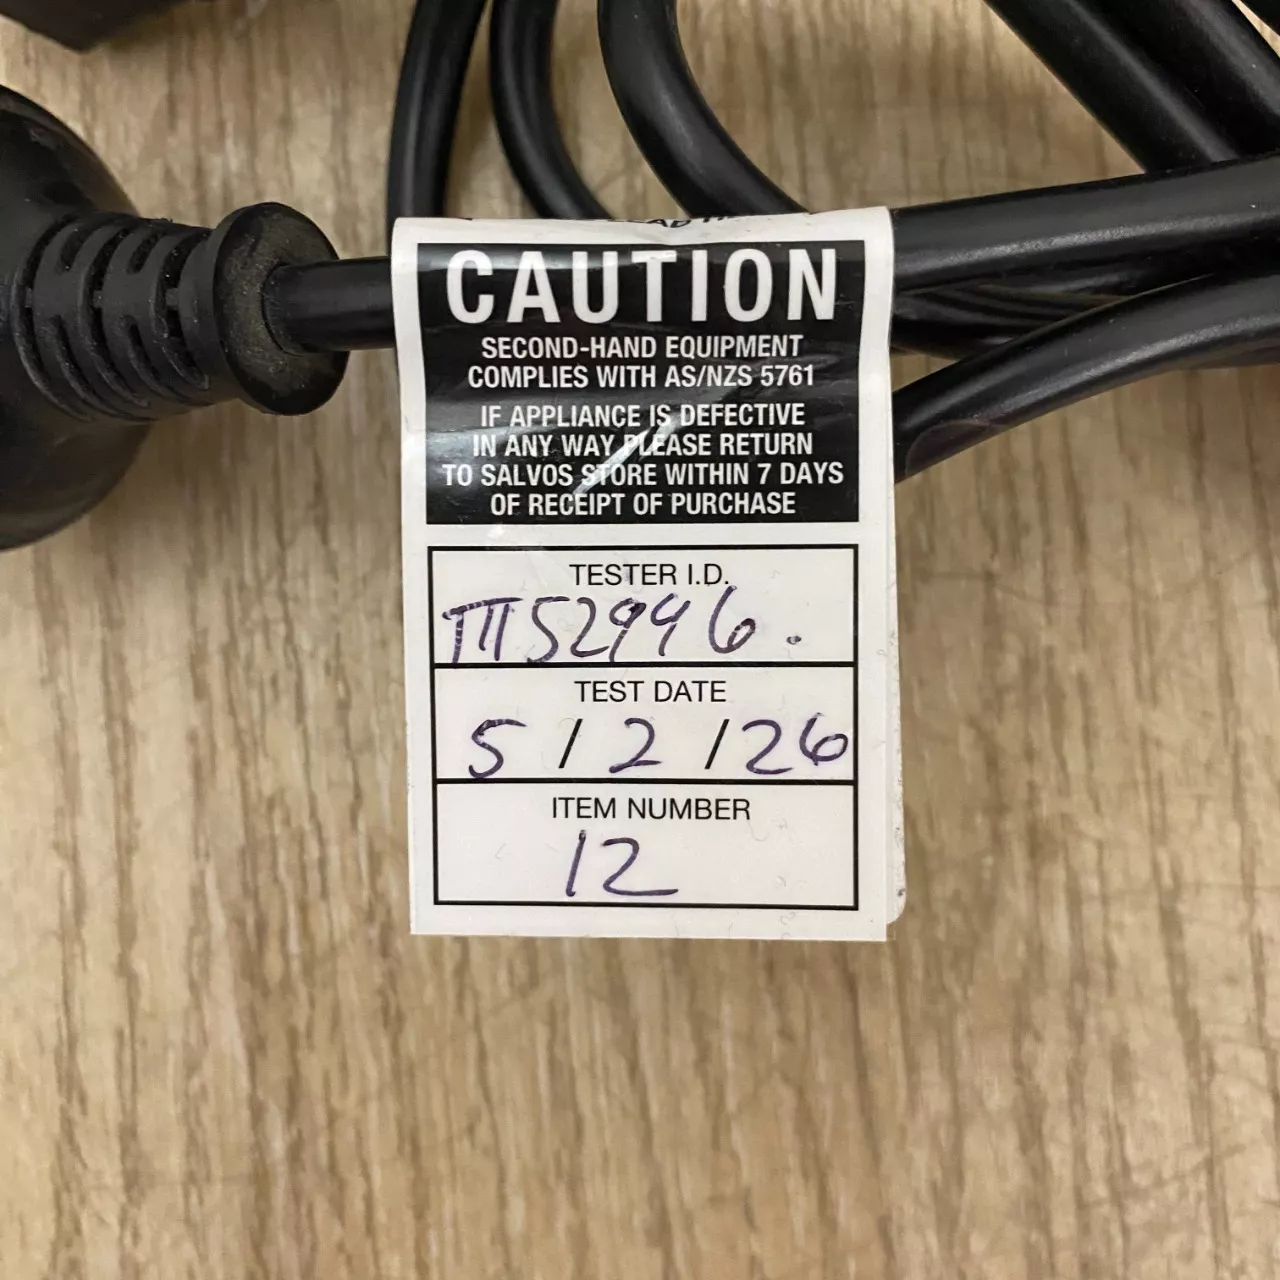 CAUTION
SECOND-HAND EQUIPMENT
COMPLIES WITH AS/NZS 5761
IF APPLIANCE IS DEFECTIVE
IN ANY WAY PLEASE RETURN
TO SALVOS STORE WITHIN 7 DAYS
OF RECEIPT OF PURCHASE
TESTER I.D.
TEST DATE
5 / 2 / 26
ITEM NUMBER
12